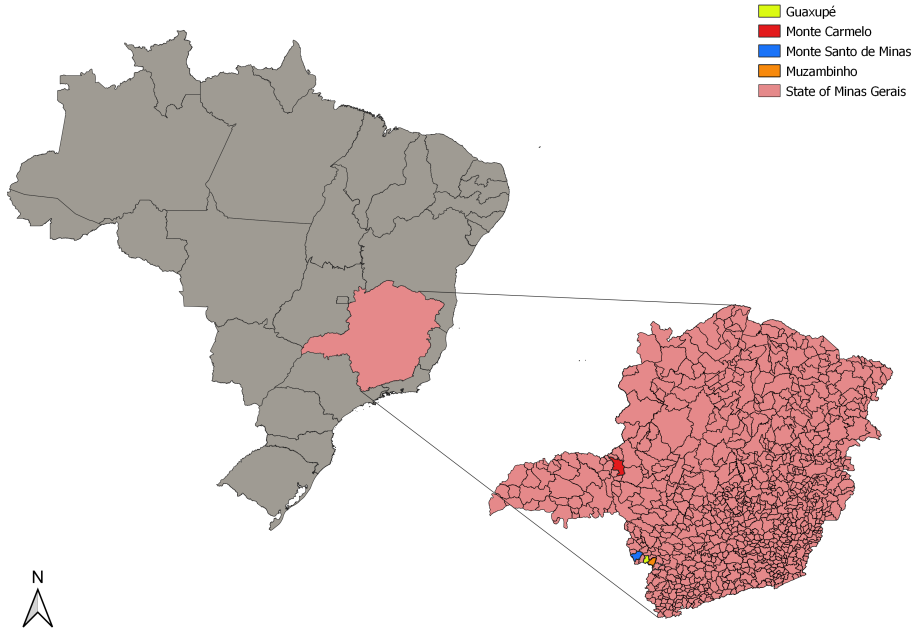 Guaxupé
Monte Carmelo
Monte Santo de Minas
Muzambinho
State of Minas Gerais
N